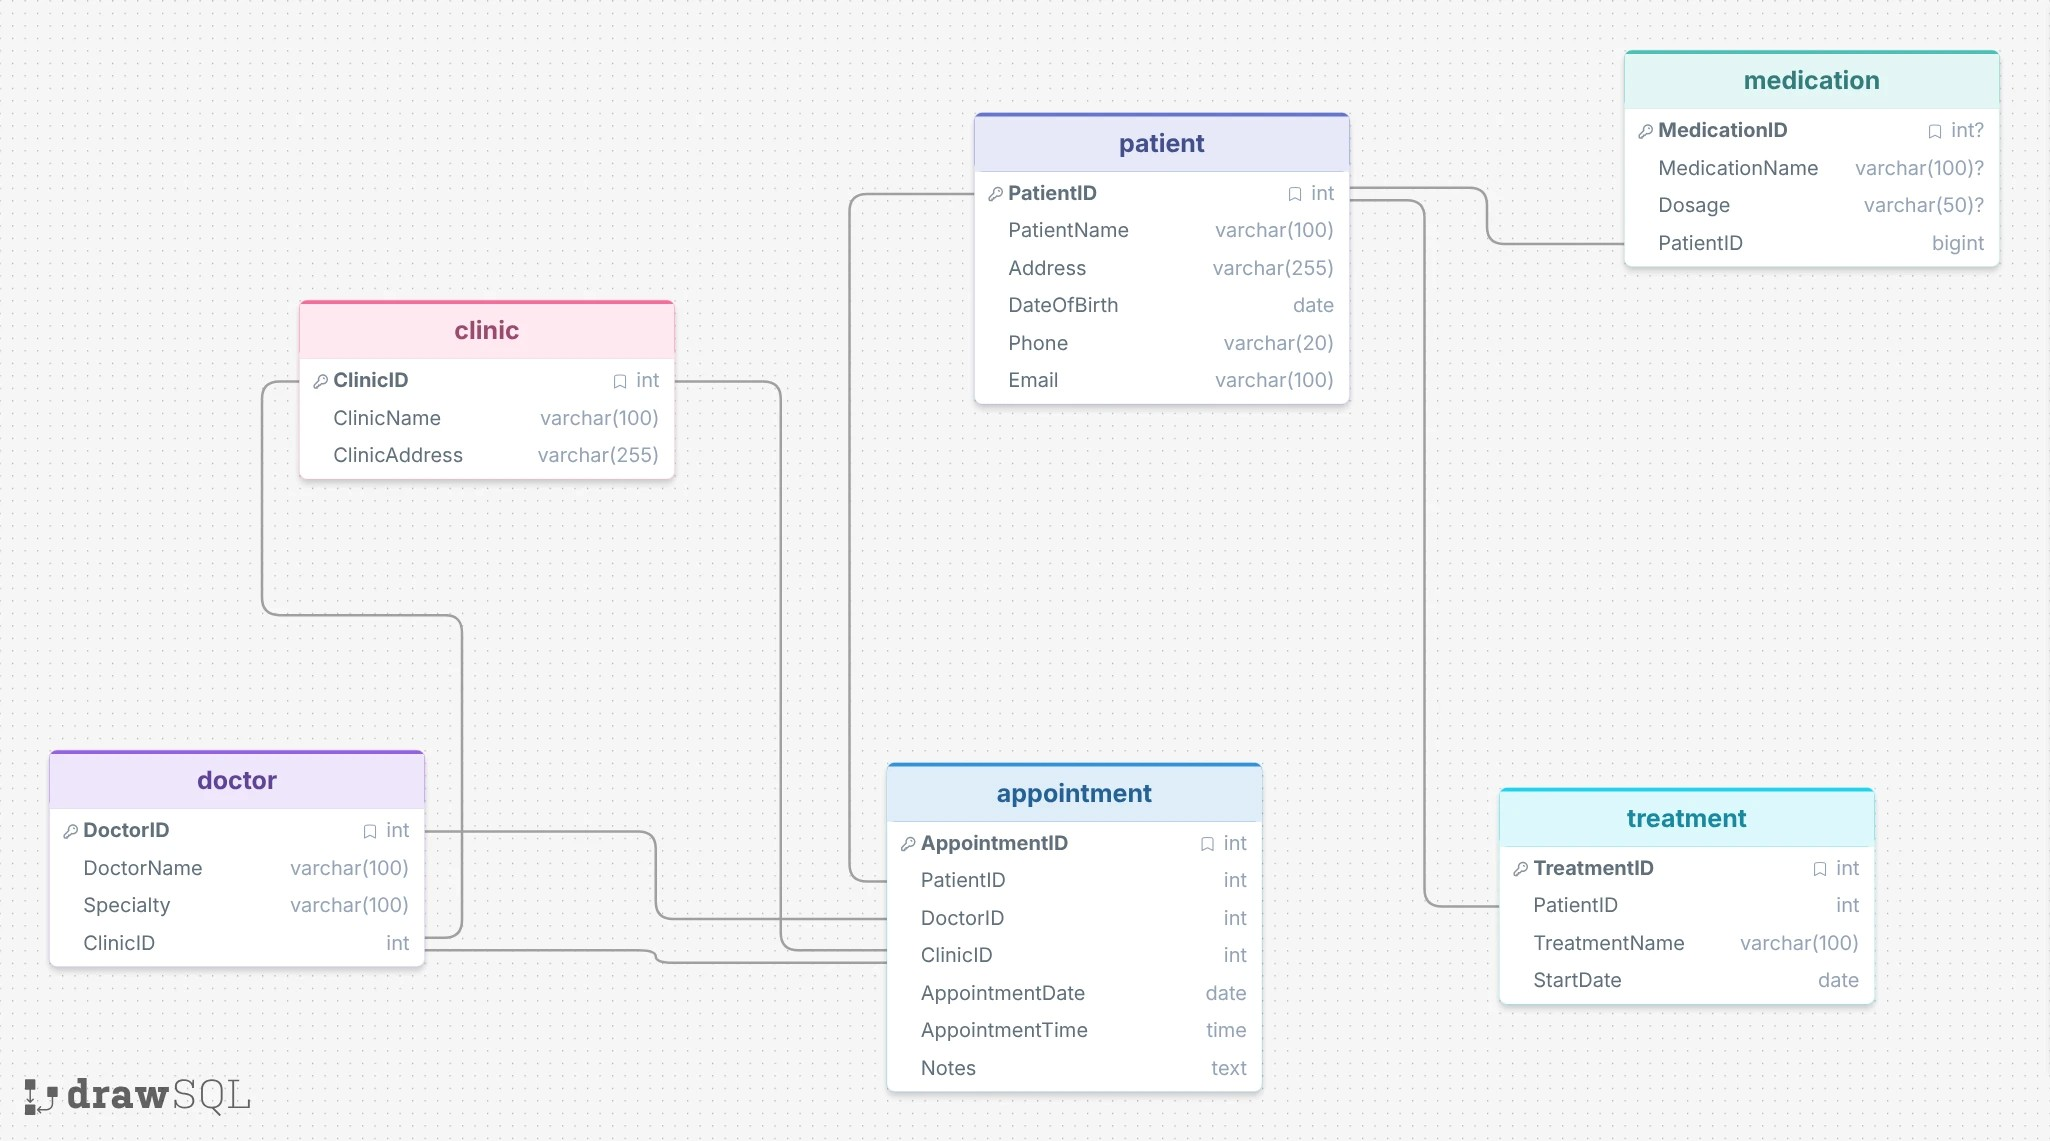 medication
MedicationID int?
MedicationName varchar(100)?
Dosage varchar(50)?
PatientID bigint
patient
PatientID int
PatientName varchar(100)
Address varchar(255)
DateOfBirth date
Phone varchar(20)
Email varchar(100)
clinic
ClinicID int
ClinicName varchar(100)
ClinicAddress varchar(255)
doctor
DoctorID int
DoctorName varchar(100)
Specialty varchar(100)
ClinicID int
appointment
AppointmentID int
PatientID int
DoctorID int
ClinicID int
AppointmentDate date
AppointmentTime time
Notes text
treatment
TreatmentID int
PatientID int
TreatmentName varchar(100)
StartDate date
drawSQL